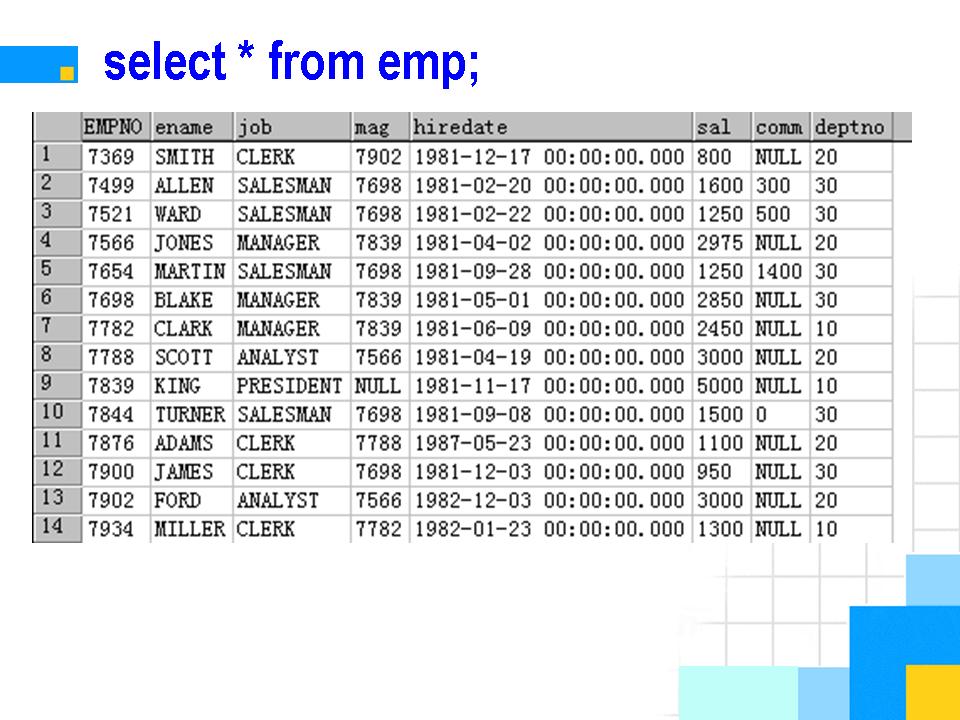 select * from emp;
EMPNO ename job mag hiredate sal comm deptno
1 7369 SMITH CLERK 7902 1981-12-17 00:00:00.000 800 NULL 20
2 7499 ALLEN SALESMAN 7698 1981-02-20 00:00:00.000 1600 300 30
3 7521 WARD SALESMAN 7698 1981-02-22 00:00:00.000 1250 500 30
4 7566 JONES MANAGER 7839 1981-04-02 00:00:00.000 2975 NULL 20
5 7654 MARTIN SALESMAN 7698 1981-09-28 00:00:00.000 1250 1400 30
6 7698 BLAKE MANAGER 7839 1981-05-01 00:00:00.000 2850 NULL 30
7 7782 CLARK MANAGER 7839 1981-06-09 00:00:00.000 2450 NULL 10
8 7788 SCOTT ANALYST 7566 1981-04-19 00:00:00.000 3000 NULL 20
9 7839 KING PRESIDENT NULL 1981-11-17 00:00:00.000 5000 NULL 10
10 7844 TURNER SALESMAN 7698 1981-09-08 00:00:00.000 1500 0 30
11 7876 ADAMS CLERK 7788 1987-05-23 00:00:00.000 1100 NULL 20
12 7900 JAMES CLERK 7698 1981-12-03 00:00:00.000 950 NULL 30
13 7902 FORD ANALYST 7566 1982-12-03 00:00:00.000 3000 NULL 20
14 7934 MILLER CLERK 7782 1982-01-23 00:00:00.000 1300 NULL 10